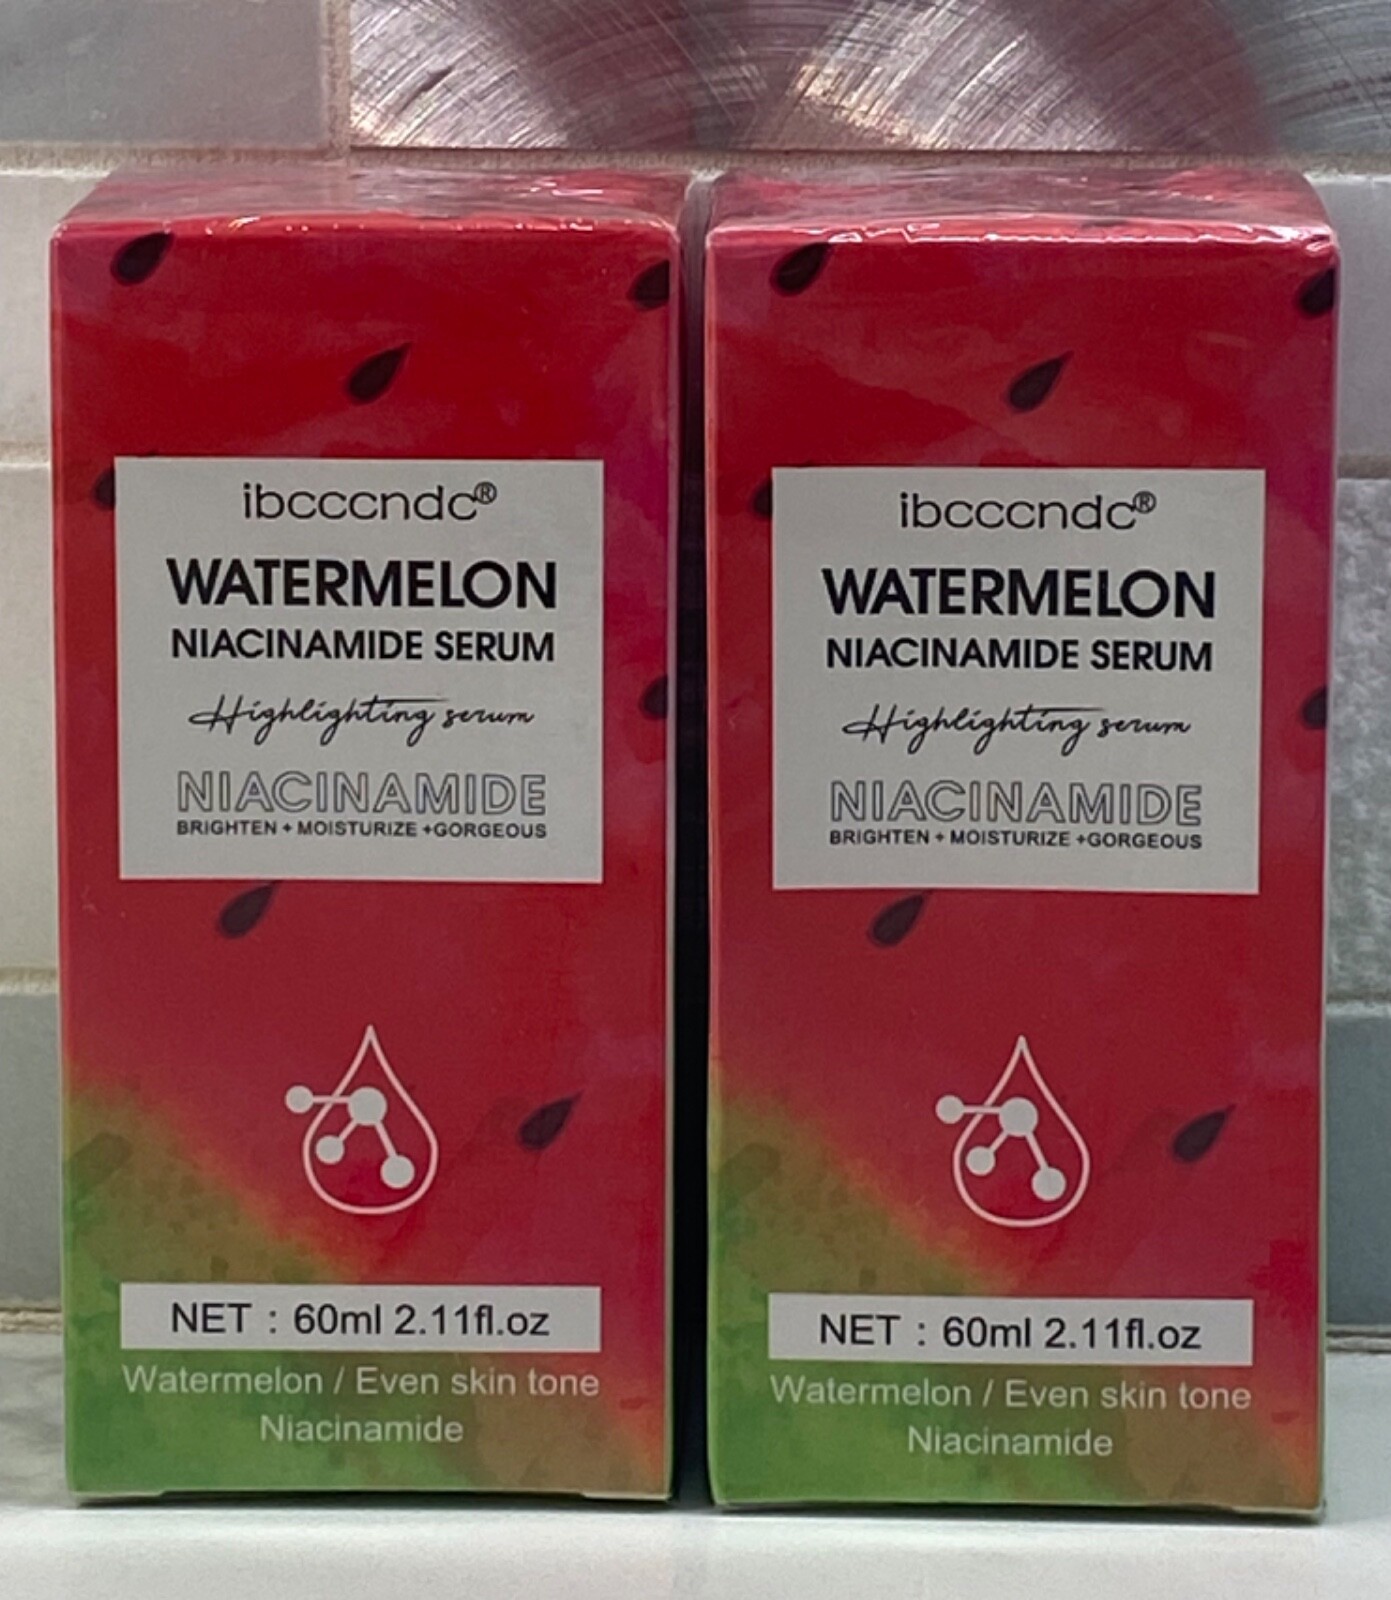 ibcccndc®
WATERMELON
NIACINAMIDE SERUM
Highlighting serum
NIACINAMIDE
BRIGHTEN + MOISTURIZE +GORGEOUS
NET : 60ml 2.11fl.oz
Watermelon / Even skin tone
Niacinamide
ibcccndc®
WATERMELON
NIACINAMIDE SERUM
Highlighting serum
NIACINAMIDE
BRIGHTEN + MOISTURIZE +GORGEOUS
NET : 60ml 2.11fl.oz
Watermelon / Even skin tone
Niacinamide